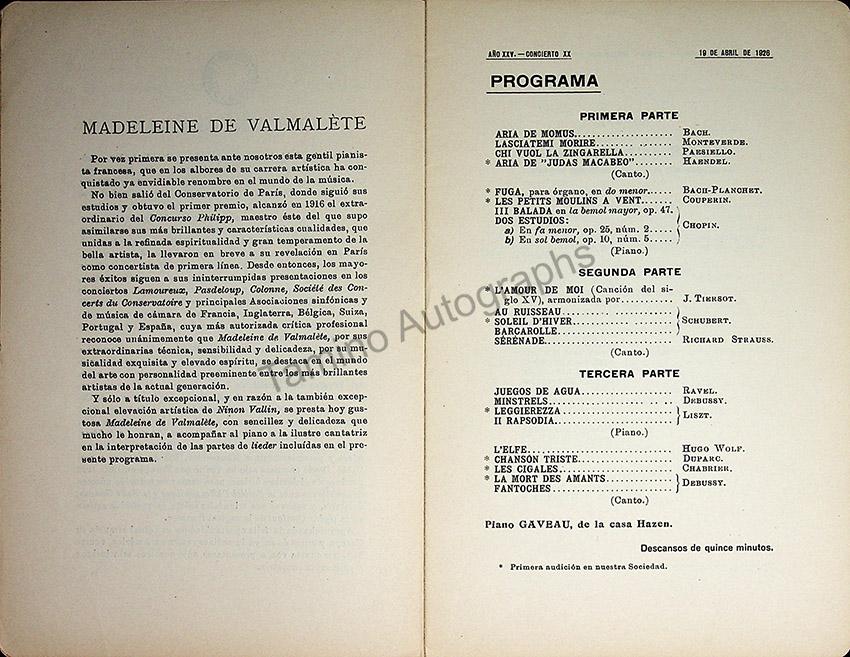 MADELEINE DE VALMALÈTE
Por vez primera se presenta ante nosotros esta gentil pianis-
ta francesa, que en los albores de su carrera artística ha con-
quistado ya envidiable renombre en el mundo de la música.
No bien salió del Conservatorio de París, donde siguió sus
estudios y obtuvo el primer premio, alcanzó en 1916 el extra-
ordinario del Concurso Philipp, maestro éste del que supo
asimilarse sus más brillantes y características cualidades, que
unidas a la refinada espiritualidad y gran temperamento de la
bella artista, la llevaron en breve a su revelación en París
como concertista de primera línea. Desde entonces, los mayo-
res éxitos siguen a sus ininterrumpidas presentaciones en los
conciertos Lamoureux, Pasdeloup, Colonne, Société des Con-
certs du Conservatoire y principales Asociaciones sinfónicas y
de música de cámara de Francia, Inglaterra, Bélgica, Suiza,
Portugal y España, cuya más autorizada crítica profesional
reconoce unánimemente que Madeleine de Valmalète, por sus
extraordinarias técnica, sensibilidad y delicadeza, por su mu-
sicalidad exquisita y elevado espíritu, se destaca en el mundo
del arte con personalidad preeminente entre los más brillantes
artistas de la actual generación.
Y sólo a título excepcional, y en razón a la también excep-
cional elevación artística de Ninon Vallin, se presta hoy gus-
tosa Madeleine de Valmalète, con sencillez y delicadeza que
mucho le honran, a acompañar al piano a la ilustre cantatriz
en la interpretación de las partes de lieder incluídas en el pre-
sente programa.
AÑO XXV.—CONCIERTO XX 19 DE ABRIL DE 1926
PROGRAMA
PRIMERA PARTE
ARIA DE MOMUS.................... BACH.
LASCIATEMI MORIRE................ MONTEVERDE.
CHI VUOL LA ZINGARELLA.......... PAESIELLO.
* ARIA DE "JUDAS MACABEO"....... HAENDEL.
(Canto.)
* FUGA, para órgano, en do menor..... BACH-PLANCHET.
* LES PETITS MOULINS A VENT....... COUPERIN.
III BALADA en la bemol mayor, op. 47.
DOS ESTUDIOS:
a) En fa menor, op. 25, núm. 2..... CHOPIN.
b) En sol bemol, op. 10, núm. 5.....
(Piano.)
SEGUNDA PARTE
* L'AMOUR DE MOI (Canción del si-
glo XV), armonizada por........... J. TIERSOT.
AU RUISSEAU......................
* SOLEIL D'HIVER.................... SCHUBERT.
BARCAROLLE.......................
SÉRÉNADE......................... RICHARD STRAUSS.
(Canto.)
TERCERA PARTE
JUEGOS DE AGUA................... RAVEL.
MINSTRELS........................ DEBUSSY.
* LEGGIEREZZA......................
II RAPSODIA...................... LISZT.
(Piano.)
L'ELFE........................... HUGO WOLF.
* CHANSON TRISTE................... DUPARC.
* LES CIGALES...................... CHABRIER.
* LA MORT DES AMANTS...............
FANTOCHES........................ DEBUSSY.
(Canto.)
Piano GAVEAU, de la casa Hazen.
Descansos de quince minutos.
* Primera audición en nuestra Sociedad.
Tamino Autographs